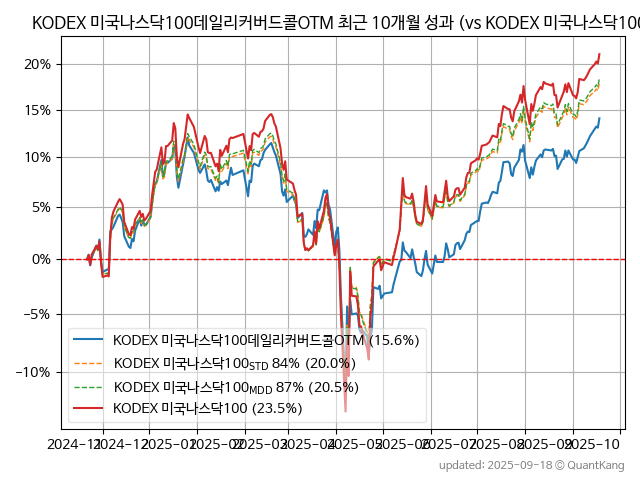 KODEX 미국나스닥100데일리커버드콜OTM 최근 10개월 성과 (vs KODEX 미국나스닥100
20%
15%
10%
5%
0%
−5%
−10%
KODEX 미국나스닥100데일리커버드콜OTM (15.6%)
KODEX 미국나스닥100STD 84% (20.0%)
KODEX 미국나스닥100MDD 87% (20.5%)
KODEX 미국나스닥100 (23.5%)
2024−11 2024−12 2025−01 2025−02 2025−03 2025−04 2025−05 2025−06 2025−07 2025−08 2025−09 2025−10
updated: 2025-09-18 © QuantKang